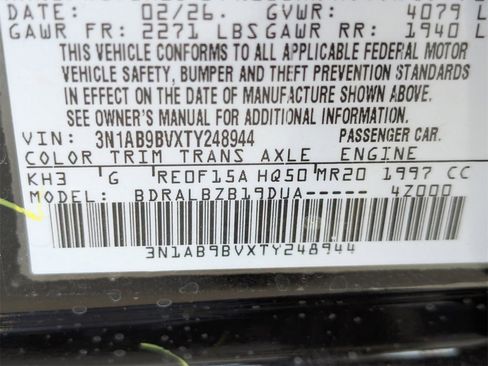 DATE 02/26. GVWR: 4079 L
GAWR FR: 2271 LBS GAWR RR: 1940 L
THIS VEHICLE CONFORMS TO ALL APPLICABLE FEDERAL MOTOR
VEHICLE SAFETY, BUMPER AND THEFT PREVENTION STANDARDS
IN EFFECT ON THE DATE OF MANUFACTURE SHOWN ABOVE.
SEE OWNER'S MANUAL FOR ADDITIONAL INFORMATION.
VIN: 3N1AB9BVXTY248944 PASSENGER CAR.
COLOR TRIM TRANS AXLE ENGINE
KH3 G RE0F15A HQ50 MR20 1997 CC
MODEL: BDRALBZB19DUA----- 4Z000
3N1AB9BVXTY248944